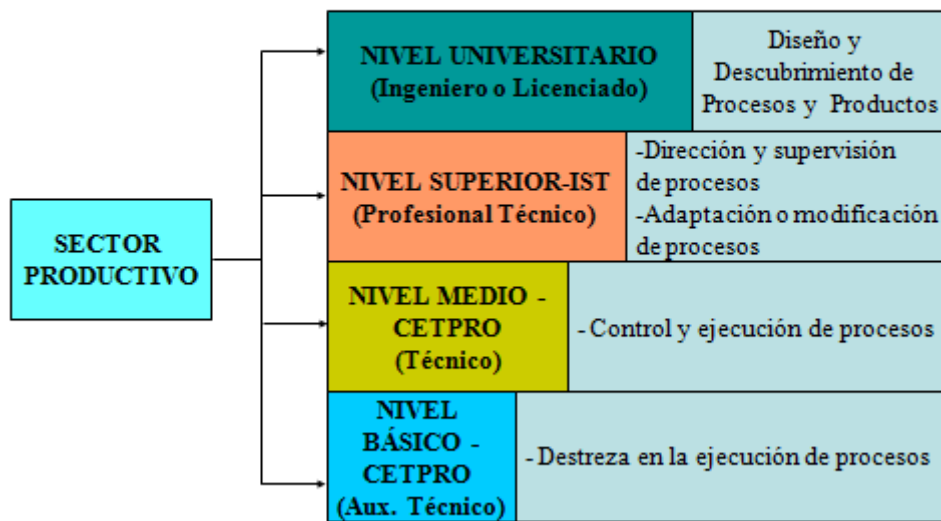 SECTOR
PRODUCTIVO
NIVEL UNIVERSITARIO
(Ingeniero o Licenciado)
Diseño y
Descubrimiento de
Procesos y Productos
NIVEL SUPERIOR-IST
(Profesional Técnico)
-Dirección y supervisión
de procesos
-Adaptación o modificación
de procesos
NIVEL MEDIO -
CETPRO
(Técnico)
- Control y ejecución de procesos
NIVEL
BÁSICO -
CETPRO
(Aux. Técnico)
- Destreza en la ejecución de procesos